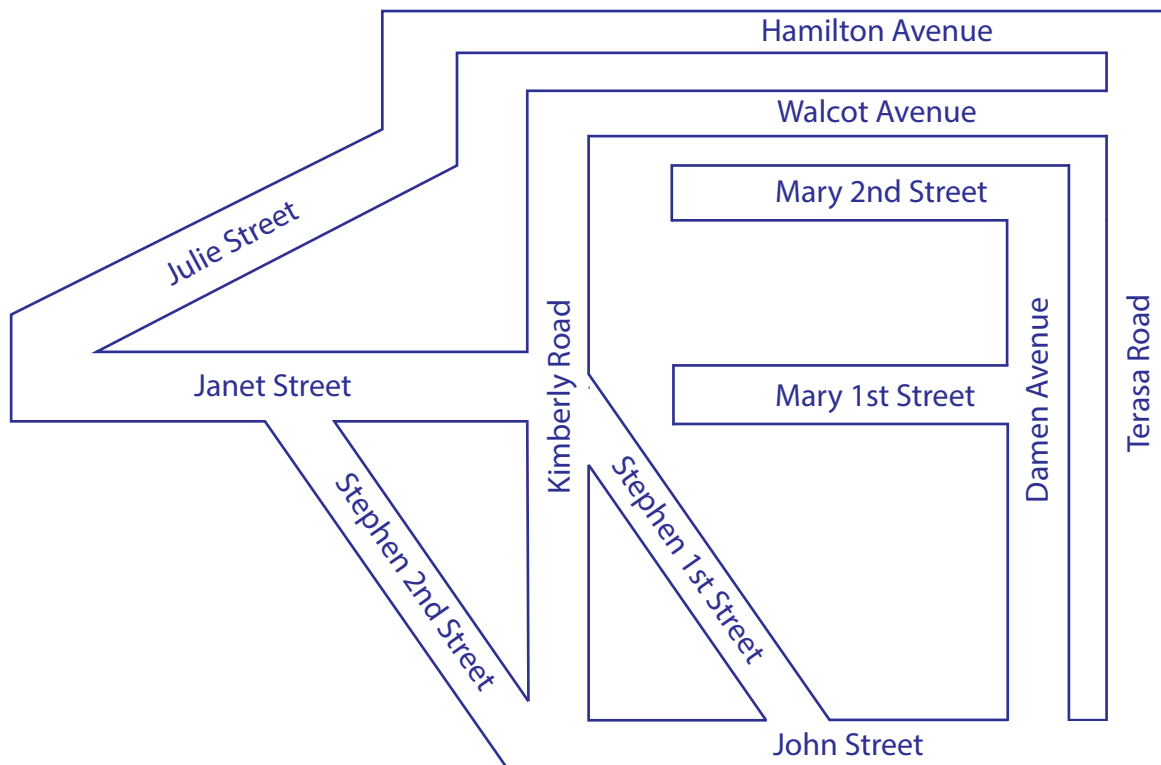 Hamilton Avenue
Walcot Avenue
Mary 2nd Street
Julie Street
Janet Street
Kimberly Road
Mary 1st Street
Damen Avenue
Terasa Road
Stephen 2nd Street
Stephen 1st Street
John Street